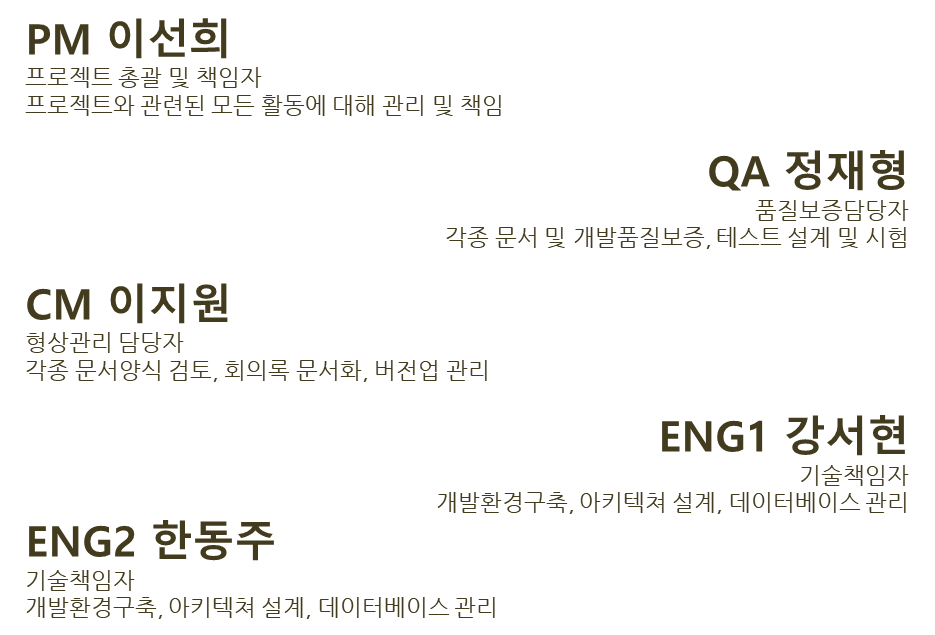 PM 이선희
프로젝트 총괄 및 책임자
프로젝트와 관련된 모든 활동에 대해 관리 및 책임
QA 정재형
품질보증담당자
각종 문서 및 개발품질보증, 테스트 설계 및 시험
CM 이지원
형상관리 담당자
각종 문서양식 검토, 회의록 문서화, 버전업 관리
ENG1 강서현
기술책임자
개발환경구축, 아키텍쳐 설계, 데이터베이스 관리
ENG2 한동주
기술책임자
개발환경구축, 아키텍쳐 설계, 데이터베이스 관리